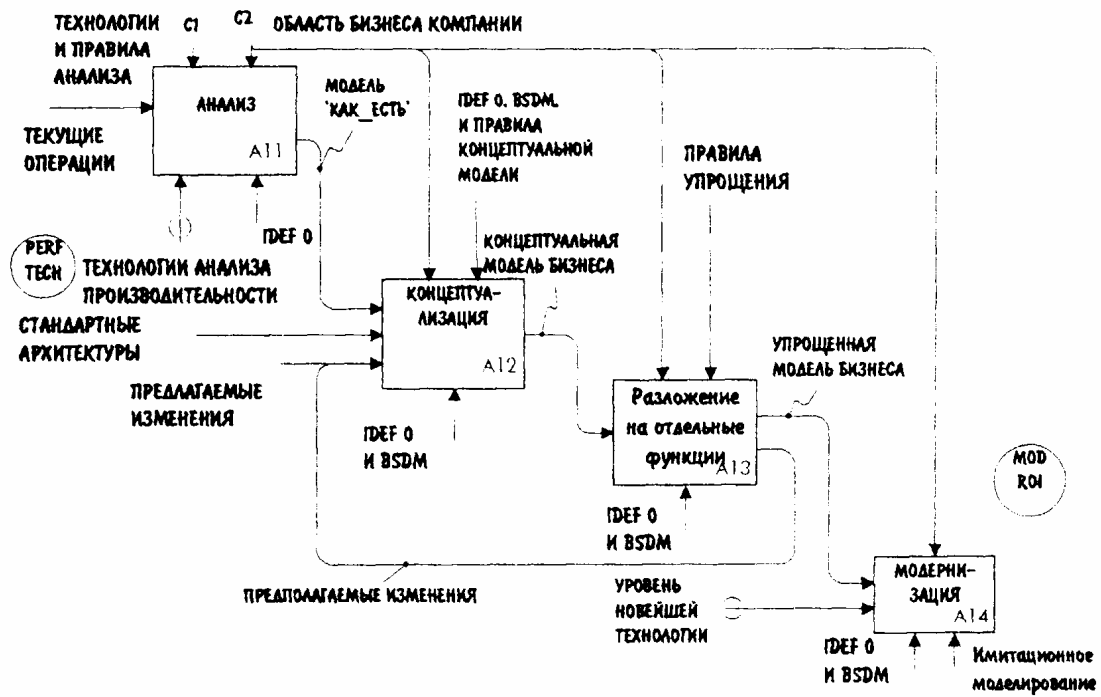 ТЕХНОЛОГИИ
И ПРАВИЛА
АНАЛИЗА
C1
C2
ОБЛАСТЬ БИЗНЕСА КОМПАНИИ
АНАЛИЗ
A11
ТЕКУЩИЕ
ОПЕРАЦИИ
МОДЕЛЬ
'КАК_ЕСТЬ'
IDEF 0, BSDM,
И ПРАВИЛА
КОНЦЕПТУАЛЬНОЙ
МОДЕЛИ
ПРАВИЛА
УПРОЩЕНИЯ
IDEF 0
PERF
TECH
ТЕХНОЛОГИИ АНАЛИЗА
ПРОИЗВОДИТЕЛЬНОСТИ
КОНЦЕПТУАЛЬНАЯ
МОДЕЛЬ БИЗНЕСА
СТАНДАРТНЫЕ
АРХИТЕКТУРЫ
КОНЦЕПТУА-
ЛИЗАЦИЯ
A12
ПРЕДЛАГАЕМЫЕ
ИЗМЕНЕНИЯ
УПРОЩЕННАЯ
МОДЕЛЬ БИЗНЕСА
IDEF 0
И BSDM
Разложение
на отдельные
функции
A13
MOD
ROI
IDEF 0
И BSDM
ПРЕДПОЛАГАЕМЫЕ ИЗМЕНЕНИЯ
УРОВЕНЬ
НОВЕЙШЕЙ
ТЕХНОЛОГИИ
МОДЕРНИ-
ЗАЦИЯ
A14
IDEF 0
И BSDM
Имитационное
моделирование